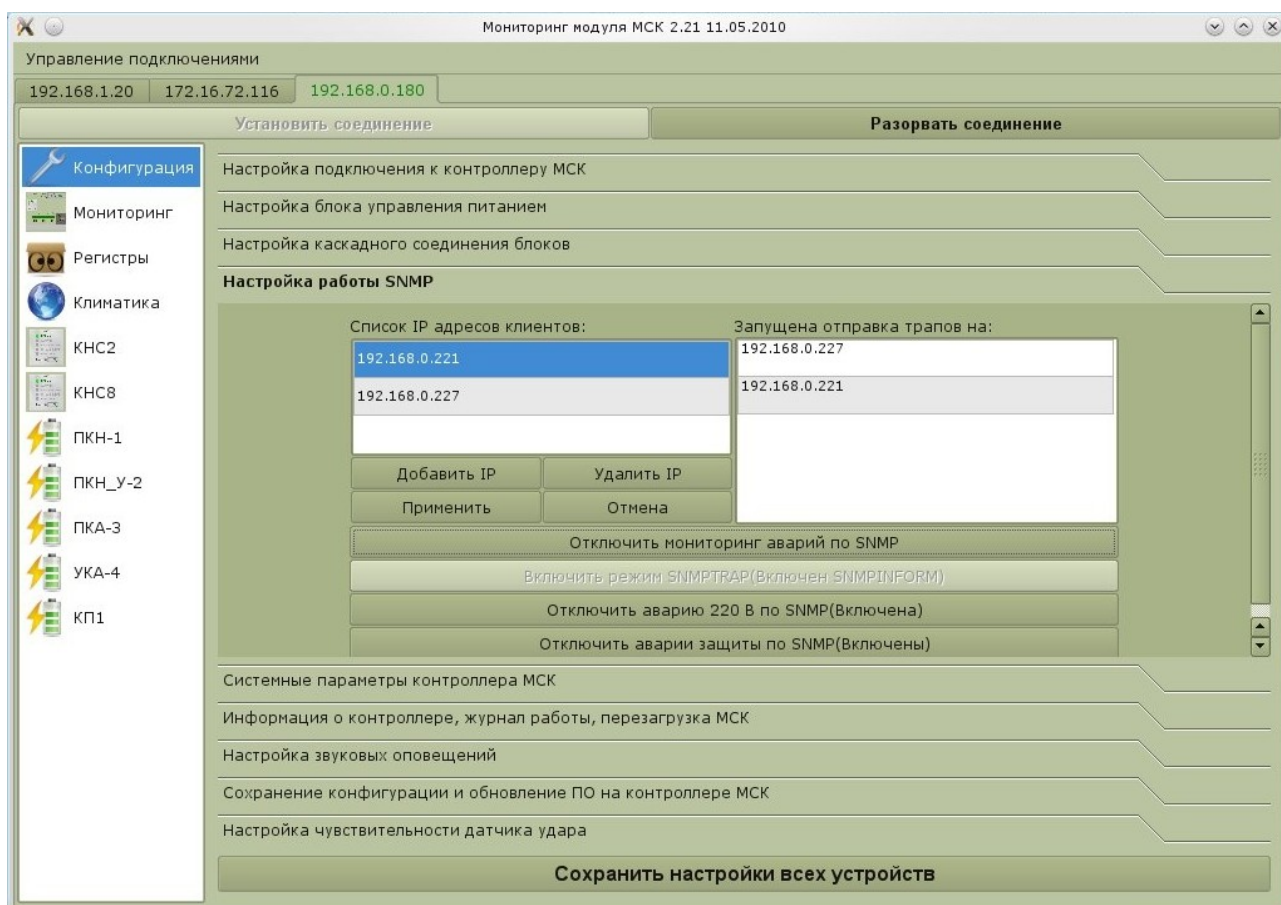 Мониторинг модуля МСК 2.21 11.05.2010
Управление подключениями
192.168.1.20 172.16.72.116 192.168.0.180
Установить соединение Разорвать соединение
Конфигурация
Мониторинг
Регистры
Климатика
КНС2
КНС8
ПКН-1
ПКН_У-2
ПКА-3
УКА-4
КП1
Настройка подключения к контроллеру МСК
Настройка блока управления питанием
Настройка каскадного соединения блоков
Настройка работы SNMP
Список IP адресов клиентов:
192.168.0.221
192.168.0.227
Запущена отправка трапов на:
192.168.0.227
192.168.0.221
Добавить IP Удалить IP
Применить Отмена
Отключить мониторинг аварий по SNMP
Включить режим SNMPTRAP(Включен SNMPINFORM)
Отключить аварию 220 В по SNMP(Включена)
Отключить аварии защиты по SNMP(Включены)
Системные параметры контроллера МСК
Информация о контроллере, журнал работы, перезагрузка МСК
Настройка звуковых оповещений
Сохранение конфигурации и обновление ПО на контроллере МСК
Настройка чувствительности датчика удара
Сохранить настройки всех устройств